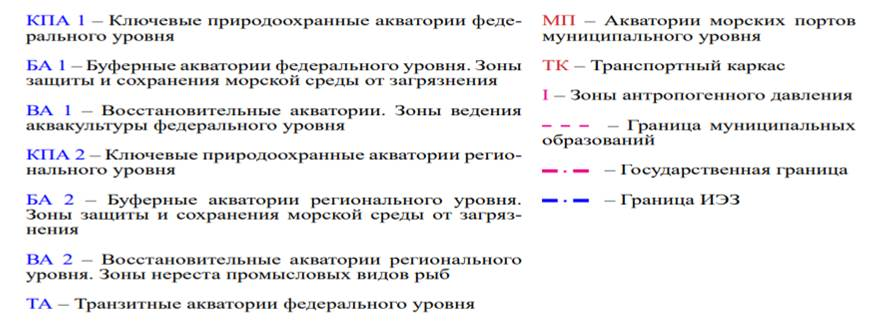 КПА 1 – Ключевые природоохранные акватории феде-
рального уровня
БА 1 – Буферные акватории федерального уровня. Зоны
защиты и сохранения морской среды от загрязнения
ВА 1 – Восстановительные акватории. Зоны ведения
аквакультуры федерального уровня
КПА 2 – Ключевые природоохранные акватории регио-
нального уровня
БА 2 – Буферные акватории регионального уровня.
Зоны защиты и сохранения морской среды от загряз-
нения
ВА 2 – Восстановительные акватории регионального
уровня. Зоны нереста промысловых видов рыб
ТА – Транзитные акватории федерального уровня
МП – Акватории морских портов
муниципального уровня
ТК – Транспортный каркас
I – Зоны антропогенного давления
– Граница муниципальных
образований
– Государственная граница
– Граница ИЭЗ